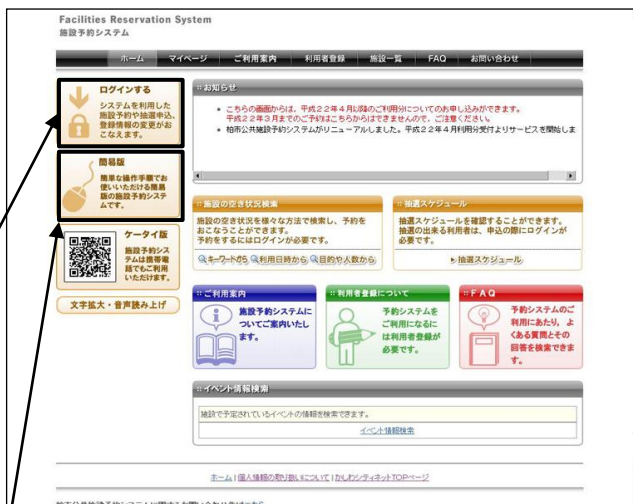 Facilities Reservation System
施設予約システム
ホーム マイページ ご利用案内 利用者登録 施設一覧 FAQ お問い合わせ
ログインする
システムを利用した
施設予約や抽選申込、
登録情報の変更がお
こなえます。
簡易版
簡単な操作手順でお
使いいただける簡易
版の施設予約システ
ムです。
ケータイ版
施設予約シス
テムは携帯電
話でもご利用
いただけます。
文字拡大・音声読み上げ
お知らせ
こちらの画面からは、平成22年4月以降のご利用分についてのお申し込みができます。
平成22年3月までのご予約はこちらからはできませんので、ご注意ください。
柏市公共施設予約システムがリニューアルしました。平成22年4月利用分受付よりサービスを開始しま
施設の空き状況検索
施設の空き状況を様々な方法で検索し、予約を
おこなうことができます。
予約をするにはログインが必要です。
キーワードから 利用日時から 目的や人数から
抽選スケジュール
抽選スケジュールを確認することができます。
抽選の出来る利用者は、申込の際にログインが
必要です。
抽選スケジュール
ご利用案内
施設予約システムに
ついてご案内いたし
ます。
利用者登録について
予約システムを
ご利用になるに
は利用者登録が
必要です。
FAQ
予約システムのご
利用にあたり、よ
くある質問とその
回答を検索できま
す。
イベント情報検索
施設で予定されているイベントの情報を検索できます。
イベント情報検索
ホーム | 個人情報の取り扱いについて | かしわシティネットTOPページ